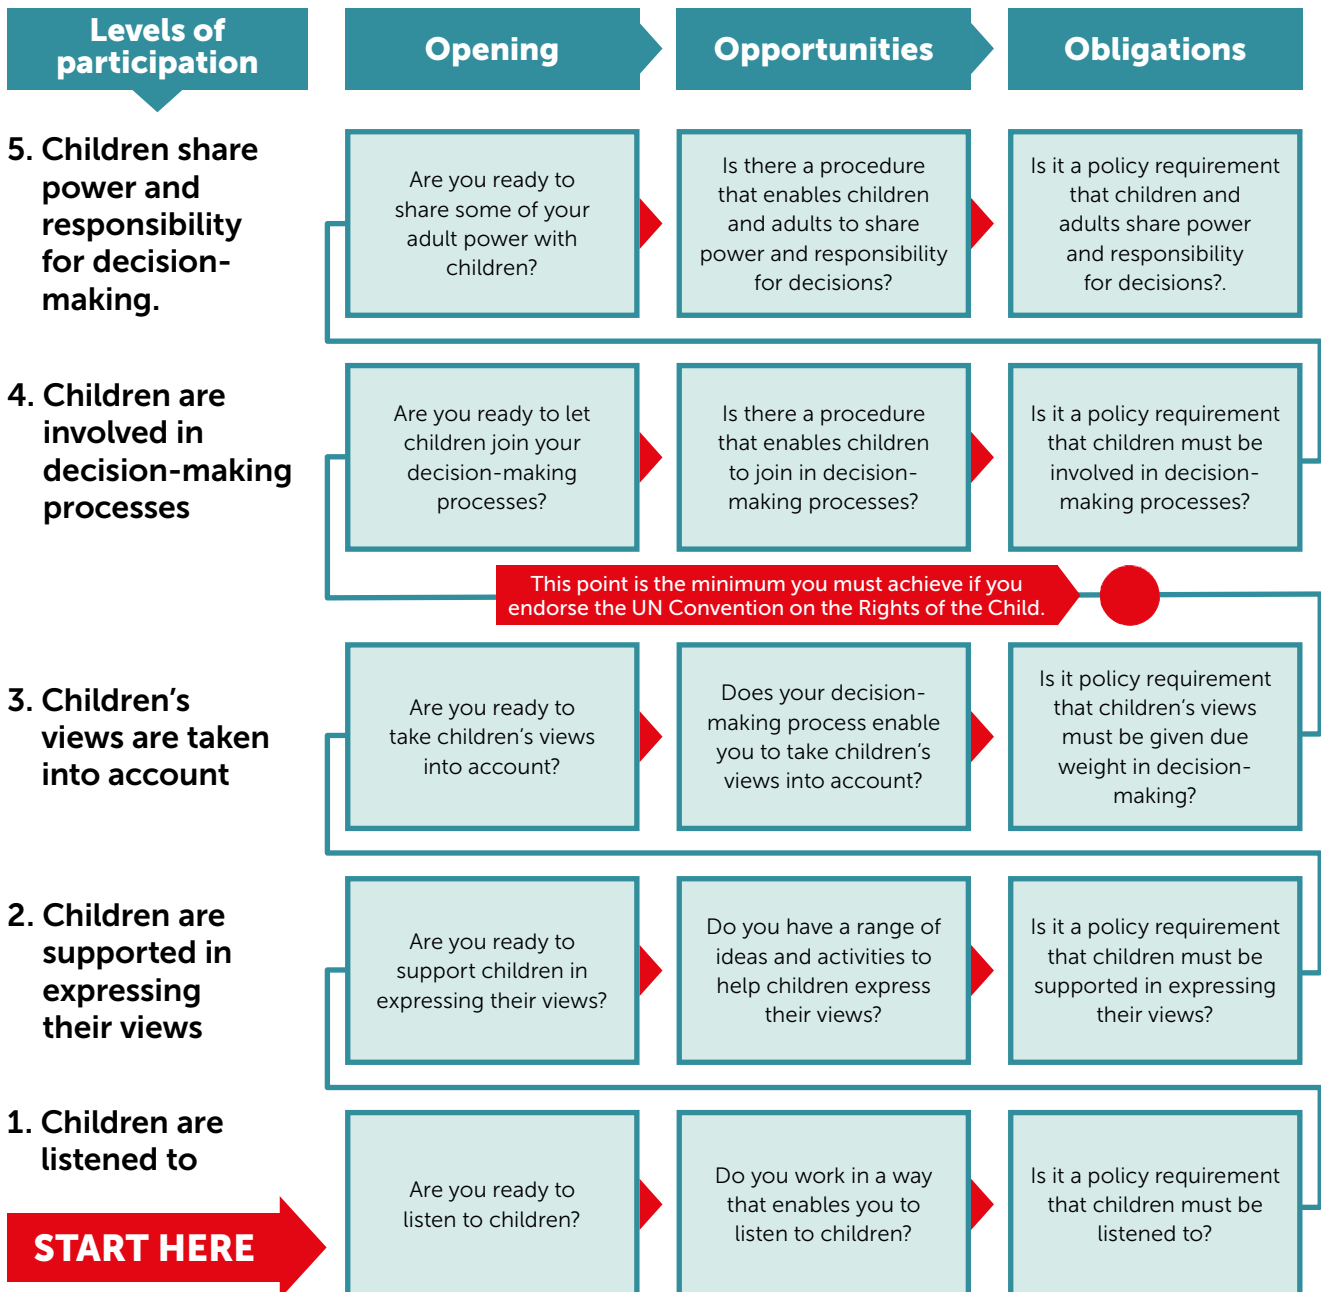 Levels of
participation
Opening
Opportunities
Obligations
5. Children share
power and
responsibility
for decision-
making.
Are you ready to
share some of your
adult power with
children?
Is there a procedure
that enables children
and adults to share
power and responsibility
for decisions?
Is it a policy requirement
that children and
adults share power
and responsibility
for decisions?.
4. Children are
involved in
decision-making
processes
Are you ready to let
children join your
decision-making
processes?
Is there a procedure
that enables children
to join in decision-
making processes?
Is it a policy requirement
that children must be
involved in decision-
making processes?
This point is the minimum you must achieve if you
endorse the UN Convention on the Rights of the Child.
3. Children’s
views are taken
into account
Are you ready to
take children’s views
into account?
Does your decision-
making process enable
you to take children’s
views into account?
Is it policy requirement
that children’s views
must be given due
weight in decision-
making?
2. Children are
supported in
expressing
their views
Are you ready to
support children in
expressing their views?
Do you have a range of
ideas and activities to
help children express
their views?
Is it a policy requirement
that children must be
supported in expressing
their views?
1. Children are
listened to
START HERE
Are you ready to
listen to children?
Do you work in a way
that enables you to
listen to children?
Is it a policy requirement
that children must be
listened to?